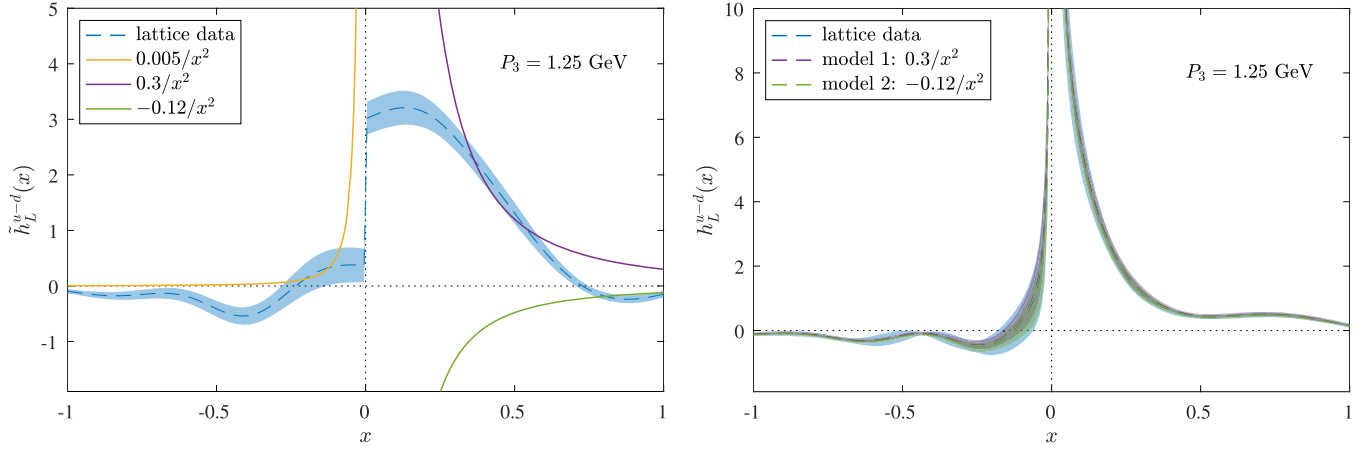 5
4
3
2
1
0
-1
-1
-0.5
0
0.5
1
x
h̃_L^{u−d}(x)
lattice data
0.005/x²
0.3/x²
−0.12/x²
P₃ = 1.25 GeV
10
8
6
4
2
0
-1
-0.5
0
0.5
1
x
h_L^{u−d}(x)
lattice data
model 1: 0.3/x²
model 2: −0.12/x²
P₃ = 1.25 GeV